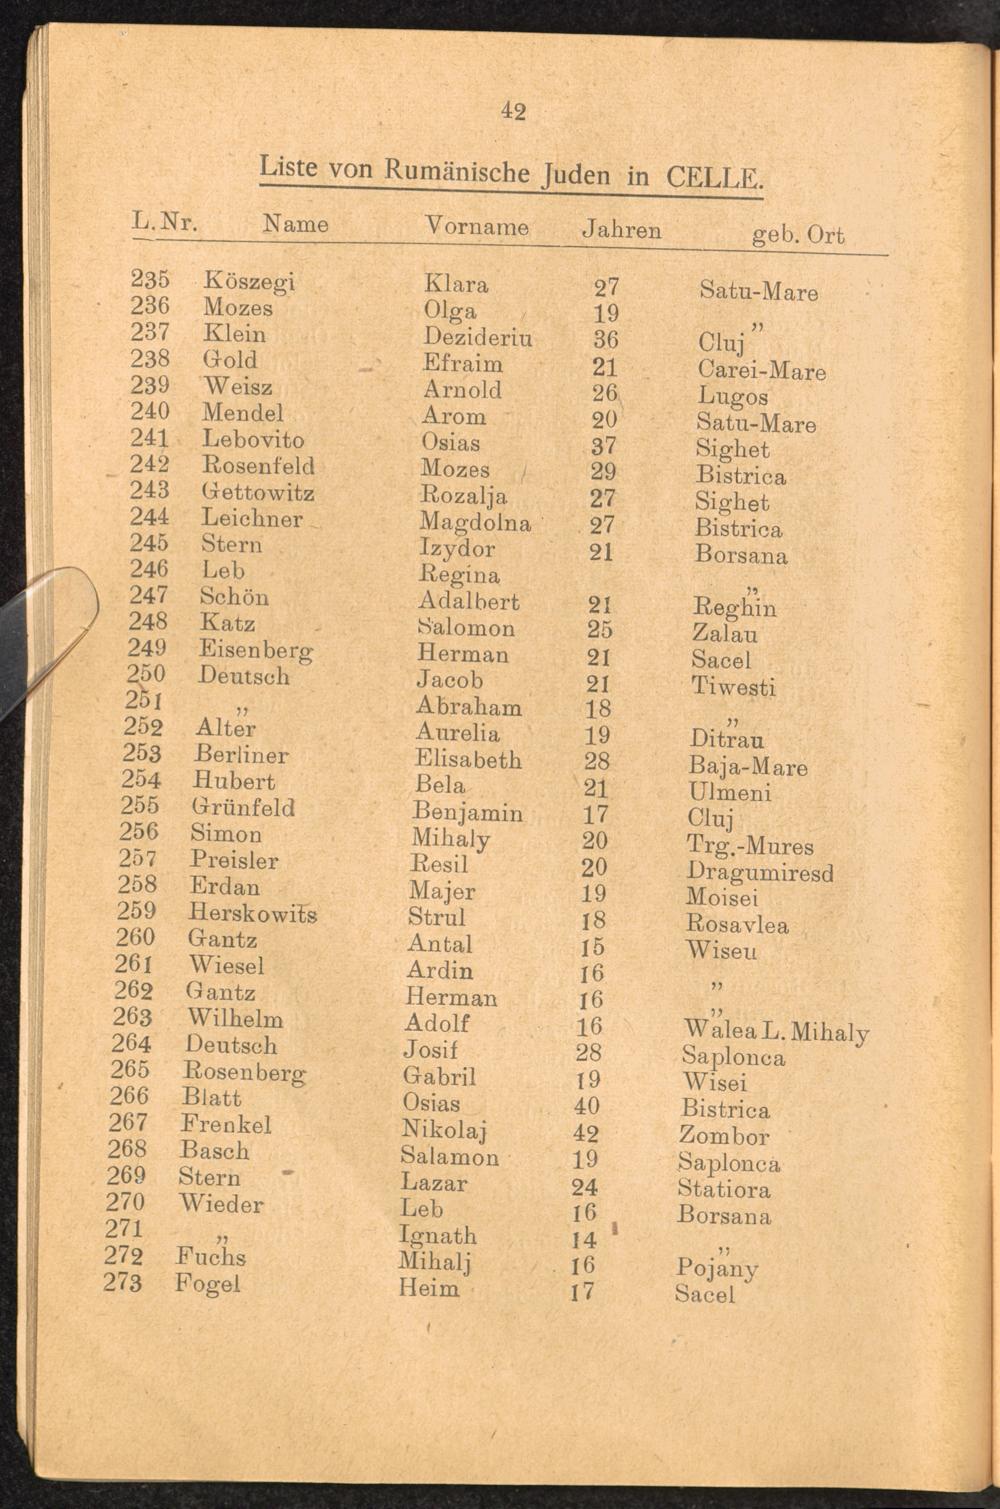 42
Liste von Rumänische Juden in CELLE.
L. Nr. Name Vorname Jahren geb. Ort
235 Köszegi Klara 27 Satu-Mare
236 Mozes Olga 19 „
237 Klein Dezideriu 36 Cluj
238 Gold Efraim 21 Carei-Mare
239 Weisz Arnold 26 Lugos
240 Mendel Arom 20 Satu-Mare
241 Lebovito Osias 37 Sighet
242 Rosenfeld Mozes 29 Bistrica
243 Gettowitz Rozalja 27 Sighet
244 Leichner Magdolna 27 Bistrica
245 Stern Izydor 21 Borsana
246 Leb Regina „
247 Schön Adalbert 21 Reghin
248 Katz Salomon 25 Zalau
249 Eisenberg Herman 21 Sacel
250 Deutsch Jacob 21 Tiwesti
251 „ Abraham 18 „
252 Alter Aurelia 19 Ditrau
253 Berliner Elisabeth 28 Baja-Mare
254 Hubert Bela 21 Ulmeni
255 Grünfeld Benjamin 17 Cluj
256 Simon Mihaly 20 Trg.-Mures
257 Preisler Resil 20 Dragumiresd
258 Erdan Majer 19 Moisei
259 Herskowits Strul 18 Rosavlea
260 Gantz Antal 15 Wiseu
261 Wiesel Ardin 16 „
262 Gantz Herman 16 „
263 Wilhelm Adolf 16 Walea L. Mihaly
264 Deutsch Josif 28 Saplonca
265 Rosenberg Gabril 19 Wisei
266 Blatt Osias 40 Bistrica
267 Frenkel Nikolaj 42 Zombor
268 Basch Salamon 19 Saplonca
269 Stern Lazar 24 Statiora
270 Wieder Leb 16 Borsana
271 „ Ignath 14 „
272 Fuchs Mihalj 16 Pojany
273 Fogel Heim 17 Sacel